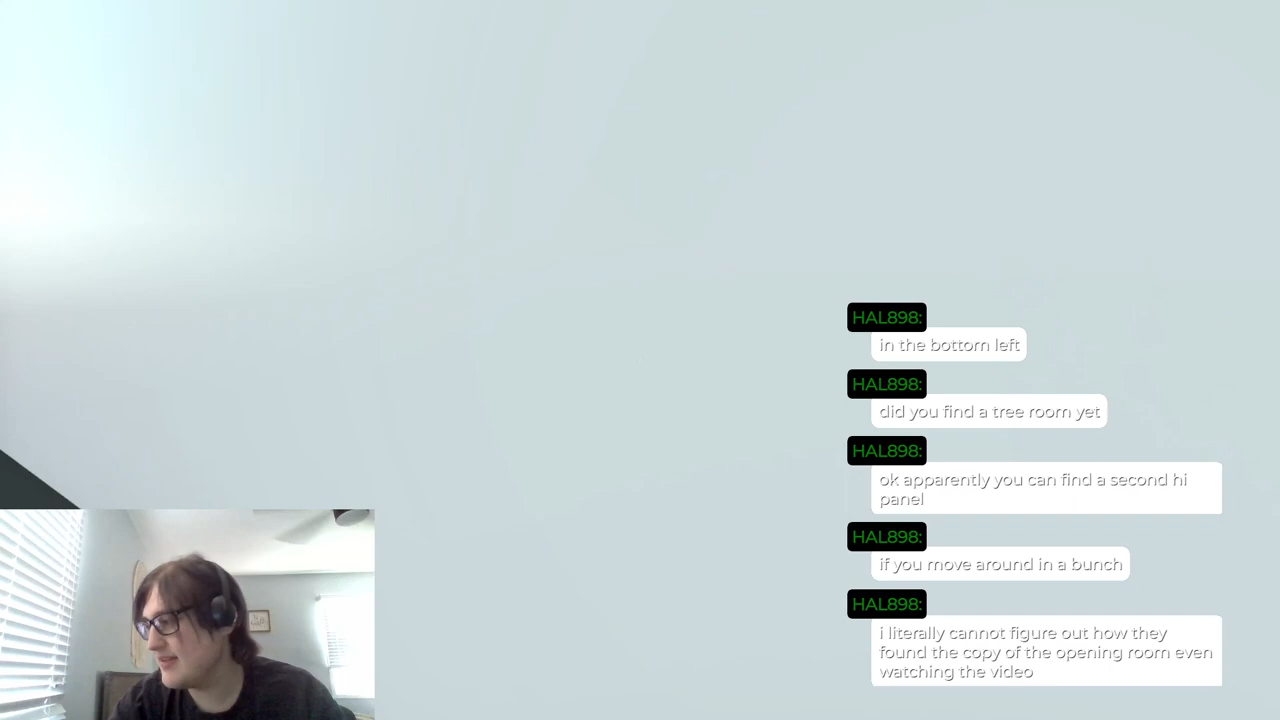 HAL898:
in the bottom left
HAL898:
did you find a tree room yet
HAL898:
ok apparently you can find a second hi
panel
HAL898:
if you move around in a bunch
HAL898:
i literally cannot figure out how they
found the copy of the opening room even
watching the video